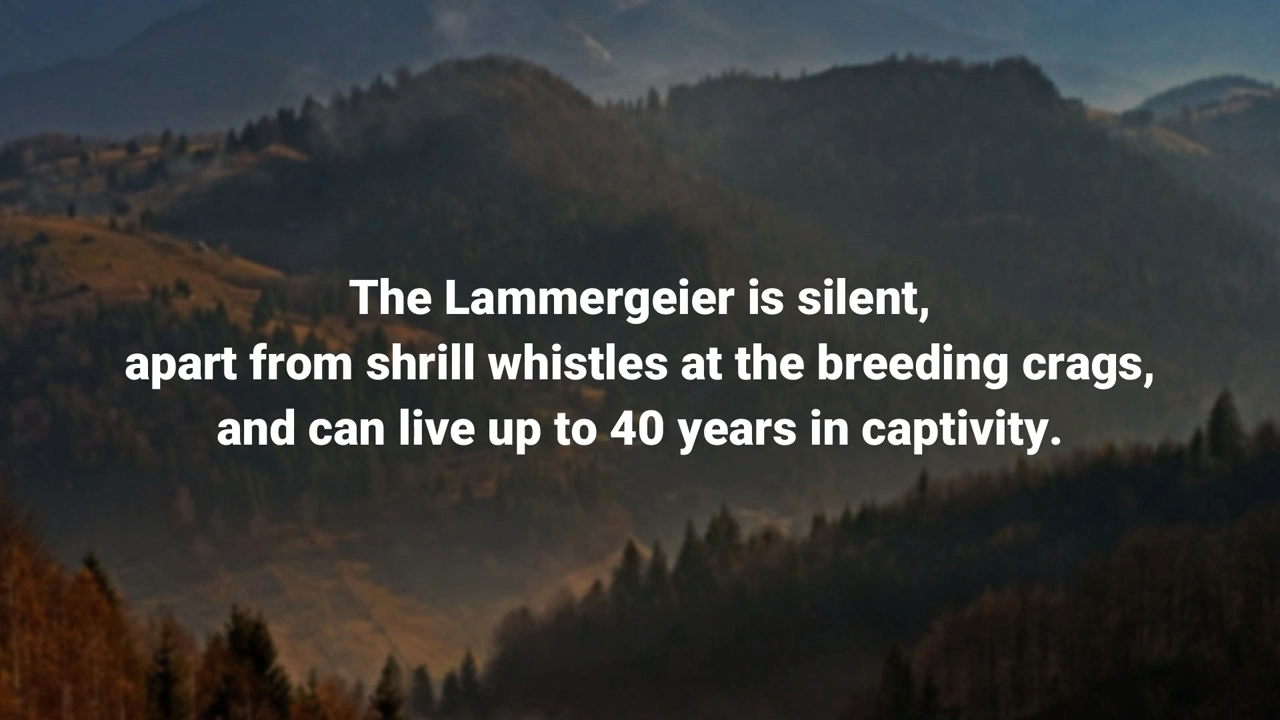 The Lammergeier is silent,
apart from shrill whistles at the breeding crags,
and can live up to 40 years in captivity.